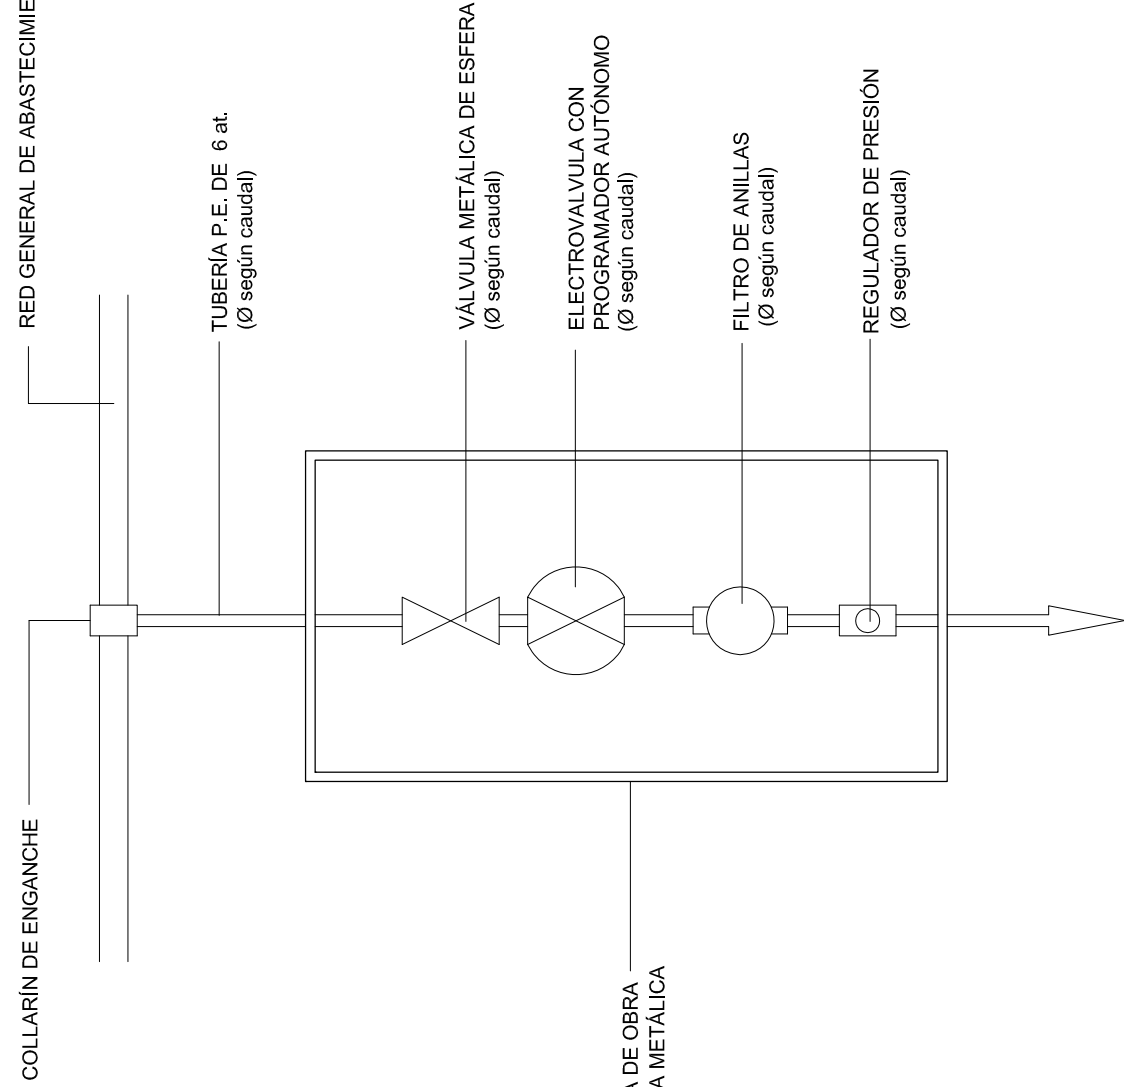 RED GENERAL DE
TUBERÍA P.E. DE 6 at.
(Ø según caudal)
VÁLVULA METÁLICA DE ESFERA
(Ø según caudal)
ELECTROVALVULA CON
PROGRAMADOR AUTÓNOMO
(Ø según caudal)
FILTRO DE ANILLAS
(Ø según caudal)
REGULADOR DE PRESIÓN
(Ø según caudal)
COLLARÍN DE ENGANCHE
DE OBRA
METÁLICA